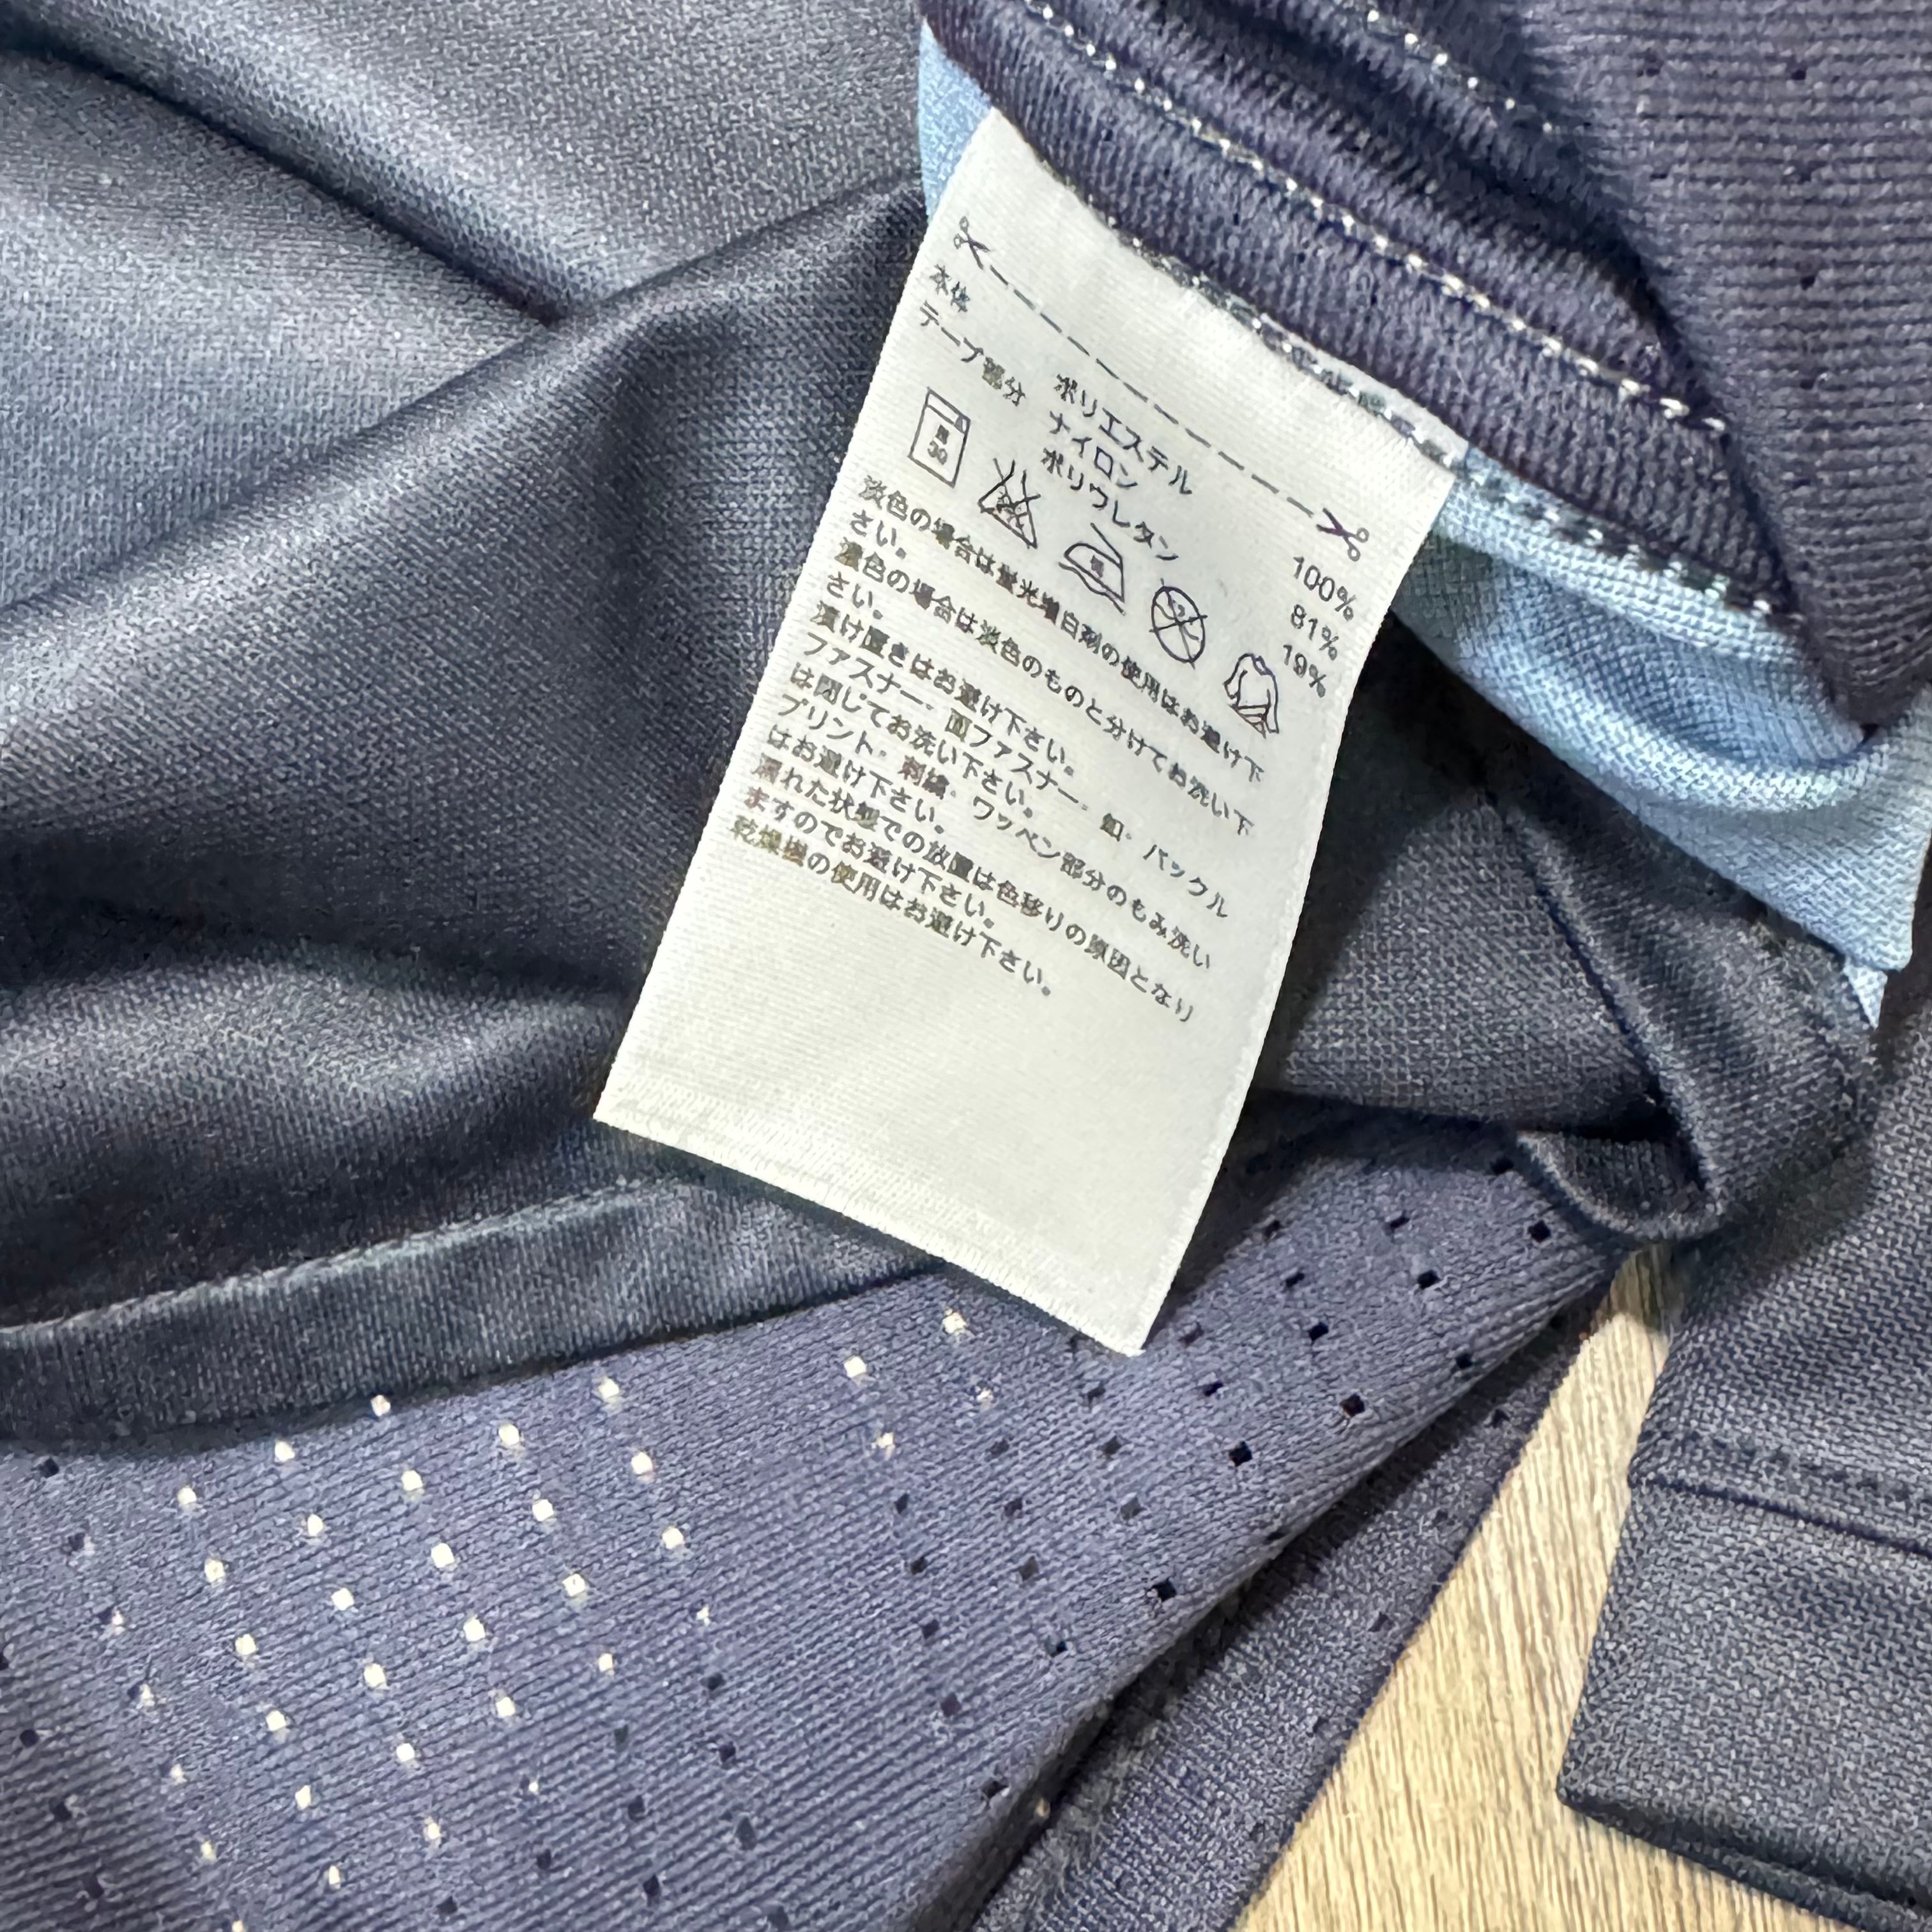 本体 ポリエステル 100%
テープ部分 ナイロン 81%
ポリウレタン 19%
弱
30
淡色の場合は蛍光増白剤の使用はお避け下
さい。
濃色の場合は淡色のものと分けてお洗い下
さい。
漬け置きはお避け下さい。
ファスナー・面ファスナー・釦・バックル
は閉じてお洗い下さい。
プリント・刺繍・ワッペン部分のもみ洗い
はお避け下さい。
濡れた状態での放置は色移りの原因となり
ますのでお避け下さい。
乾燥機の使用はお避け下さい。